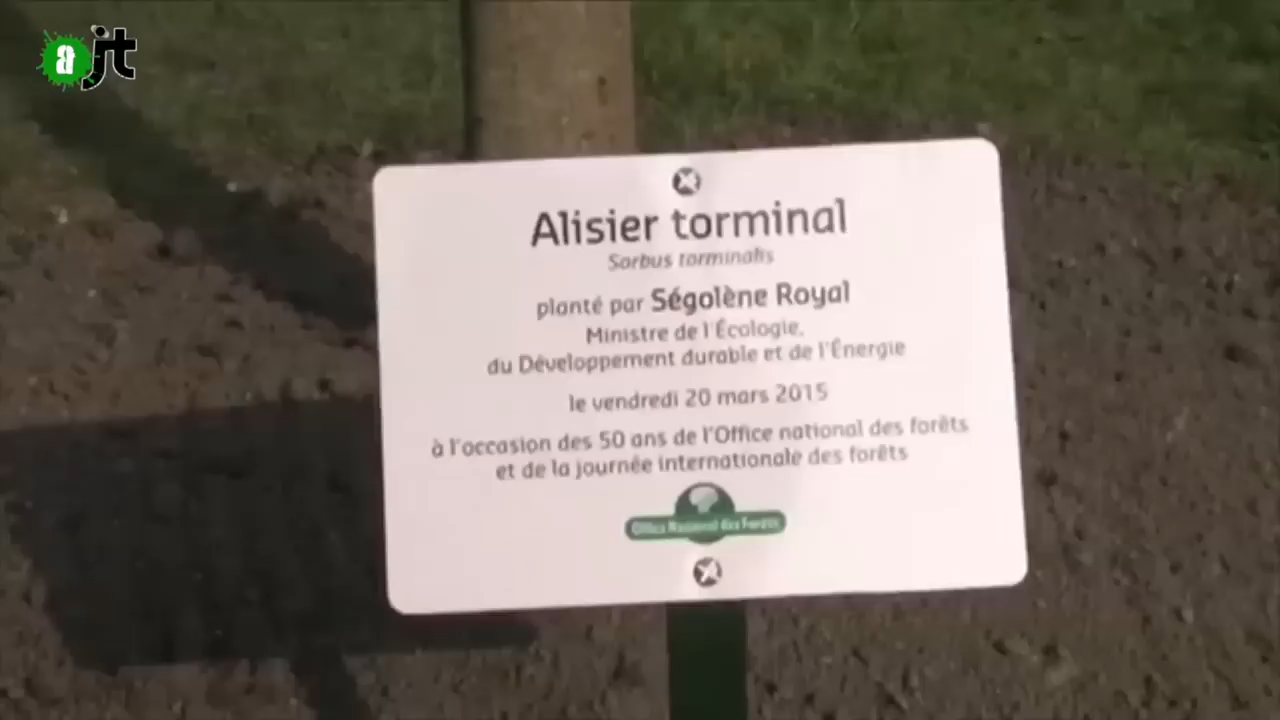 ajt
Alisier torminal
Sorbus torminalis
planté par Ségolène Royal
Ministre de l'Écologie,
du Développement durable et de l'Énergie
le vendredi 20 mars 2015
à l'occasion des 50 ans de l'Office national des forêts
et de la journée internationale des forêts
Office National des Forêts